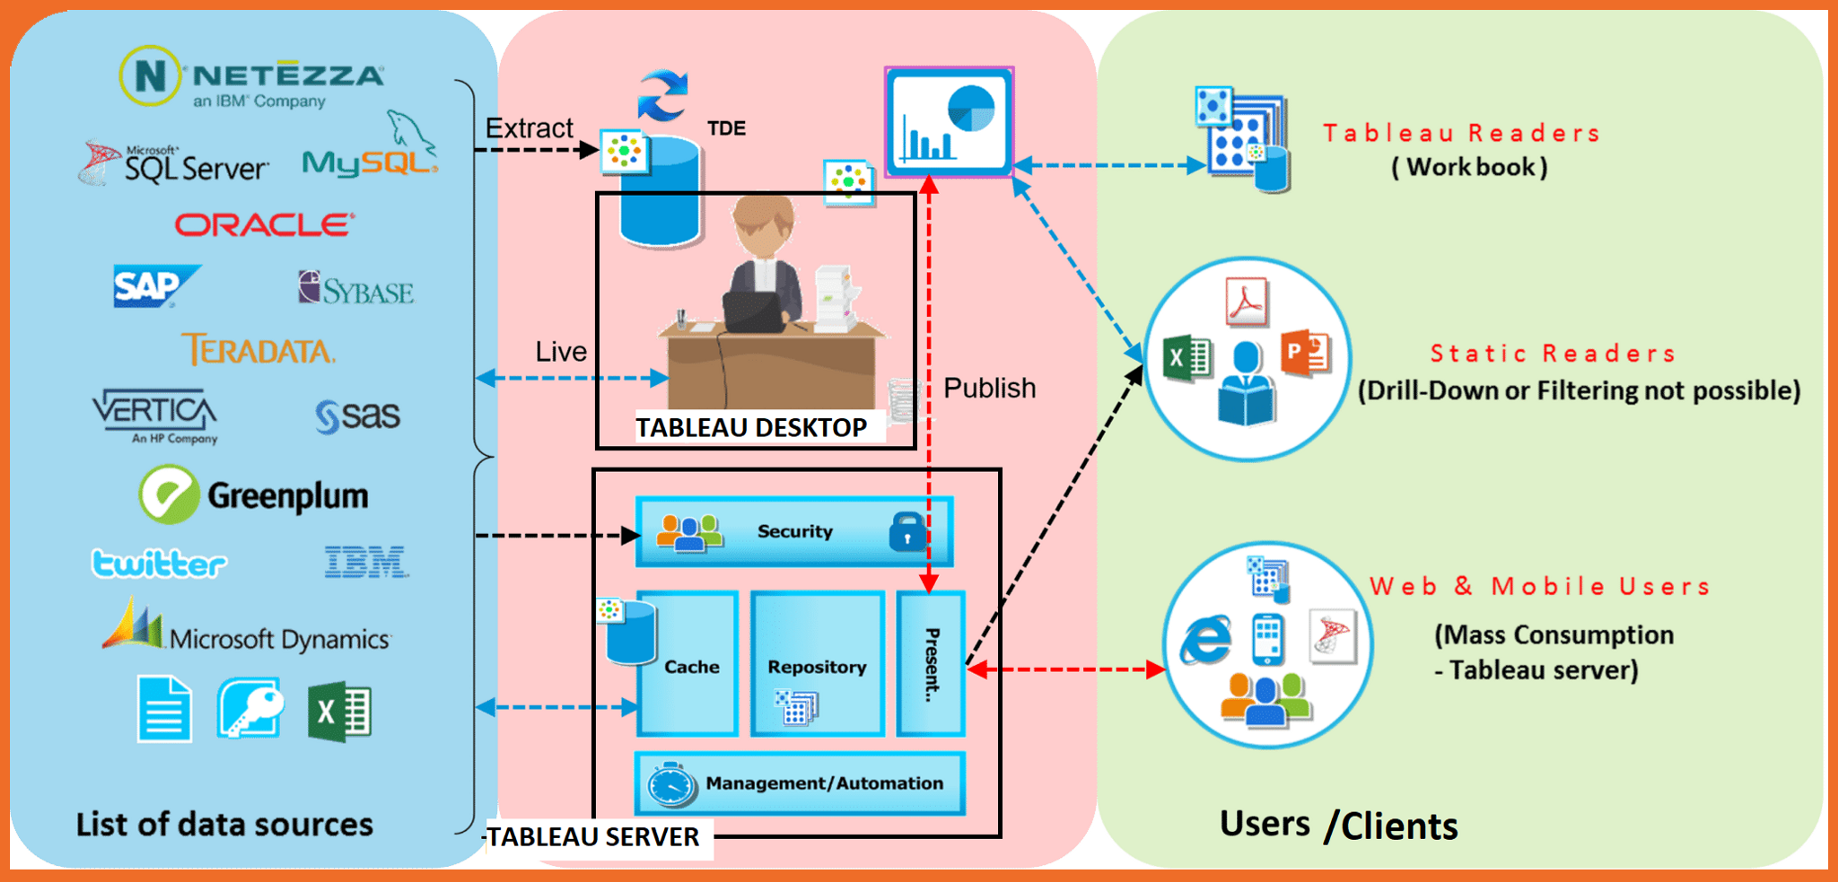 NETEZZA
an IBM® Company
Microsoft®
SQL Server®
MySQL®
ORACLE®
SAP
SYBASE
TERADATA.
VERTICA
An HP Company
sas
Greenplum
twitter
IBM
Microsoft Dynamics
X
List of data sources
Extract
TDE
Live
TABLEAU DESKTOP
Publish
Security
Cache
Repository
Present..
Management/Automation
-TABLEAU SERVER
Tableau Readers
( Work book )
X
P
Static Readers
(Drill-Down or Filtering not possible)
Web & Mobile Users
(Mass Consumption
- Tableau server)
Users /Clients